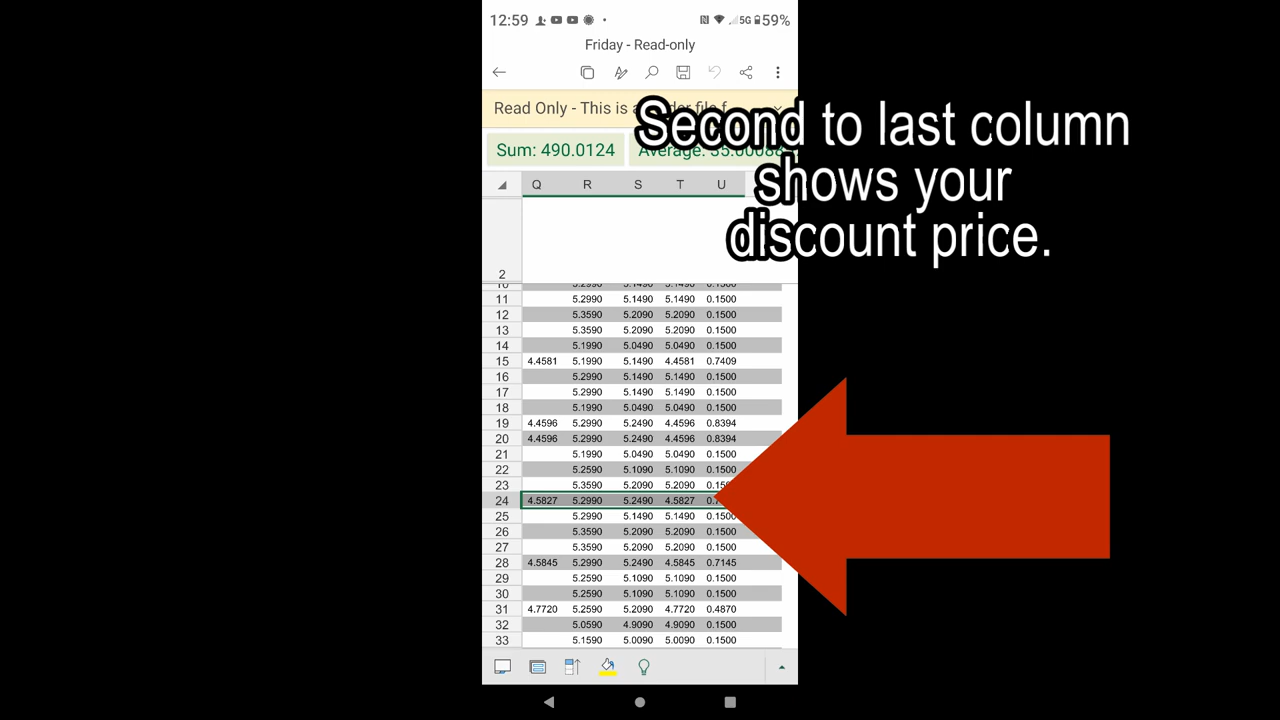 12:59 5G 59%
Friday - Read-only
Read Only - This is a
Second to last column
shows your
discount price.
Sum: 490.0124 Average:
Q R S T U
2
11 5.2990 5.1490 5.1490 0.1500
12 5.3590 5.2090 5.2090 0.1500
13 5.3590 5.2090 5.2090 0.1500
14 5.1990 5.0490 5.0490 0.1500
15 4.4581 5.1990 5.1490 4.4581 0.7409
16 5.2990 5.1490 5.1490 0.1500
17 5.2990 5.1490 5.1490 0.1500
18 5.1990 5.0490 5.0490 0.1500
19 4.4596 5.2990 5.2490 4.4596 0.8394
20 4.4596 5.2990 5.2490 4.4596 0.8394
21 5.1990 5.0490 5.0490 0.1500
22 5.2590 5.1090 5.1090 0.1500
23 5.3590 5.2090 5.2090
24 4.5827 5.2990 5.2490 4.5827
25 5.2990 5.1490 5.1490 0.1500
26 5.3590 5.2090 5.2090 0.1500
27 5.3590 5.2090 5.2090 0.1500
28 4.5845 5.2990 5.2490 4.5845 0.7145
29 5.2590 5.1090 5.1090 0.1500
30 5.2590 5.1090 5.1090 0.1500
31 4.7720 5.2590 5.2090 4.7720 0.4870
32 5.0590 4.9090 4.9090 0.1500
33 5.1590 5.0090 5.0090 0.1500